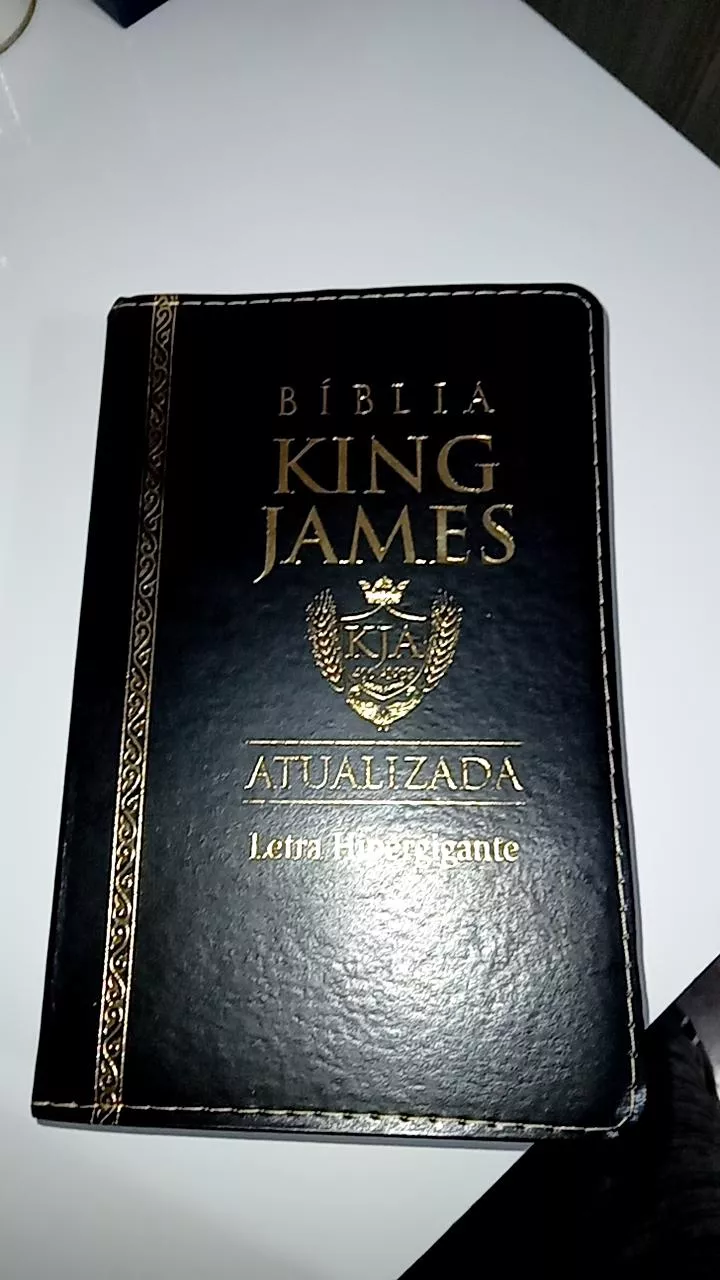 BÍBLIA
KING
JAMES
KJA
ATUALIZADA
Letra Hipergigante